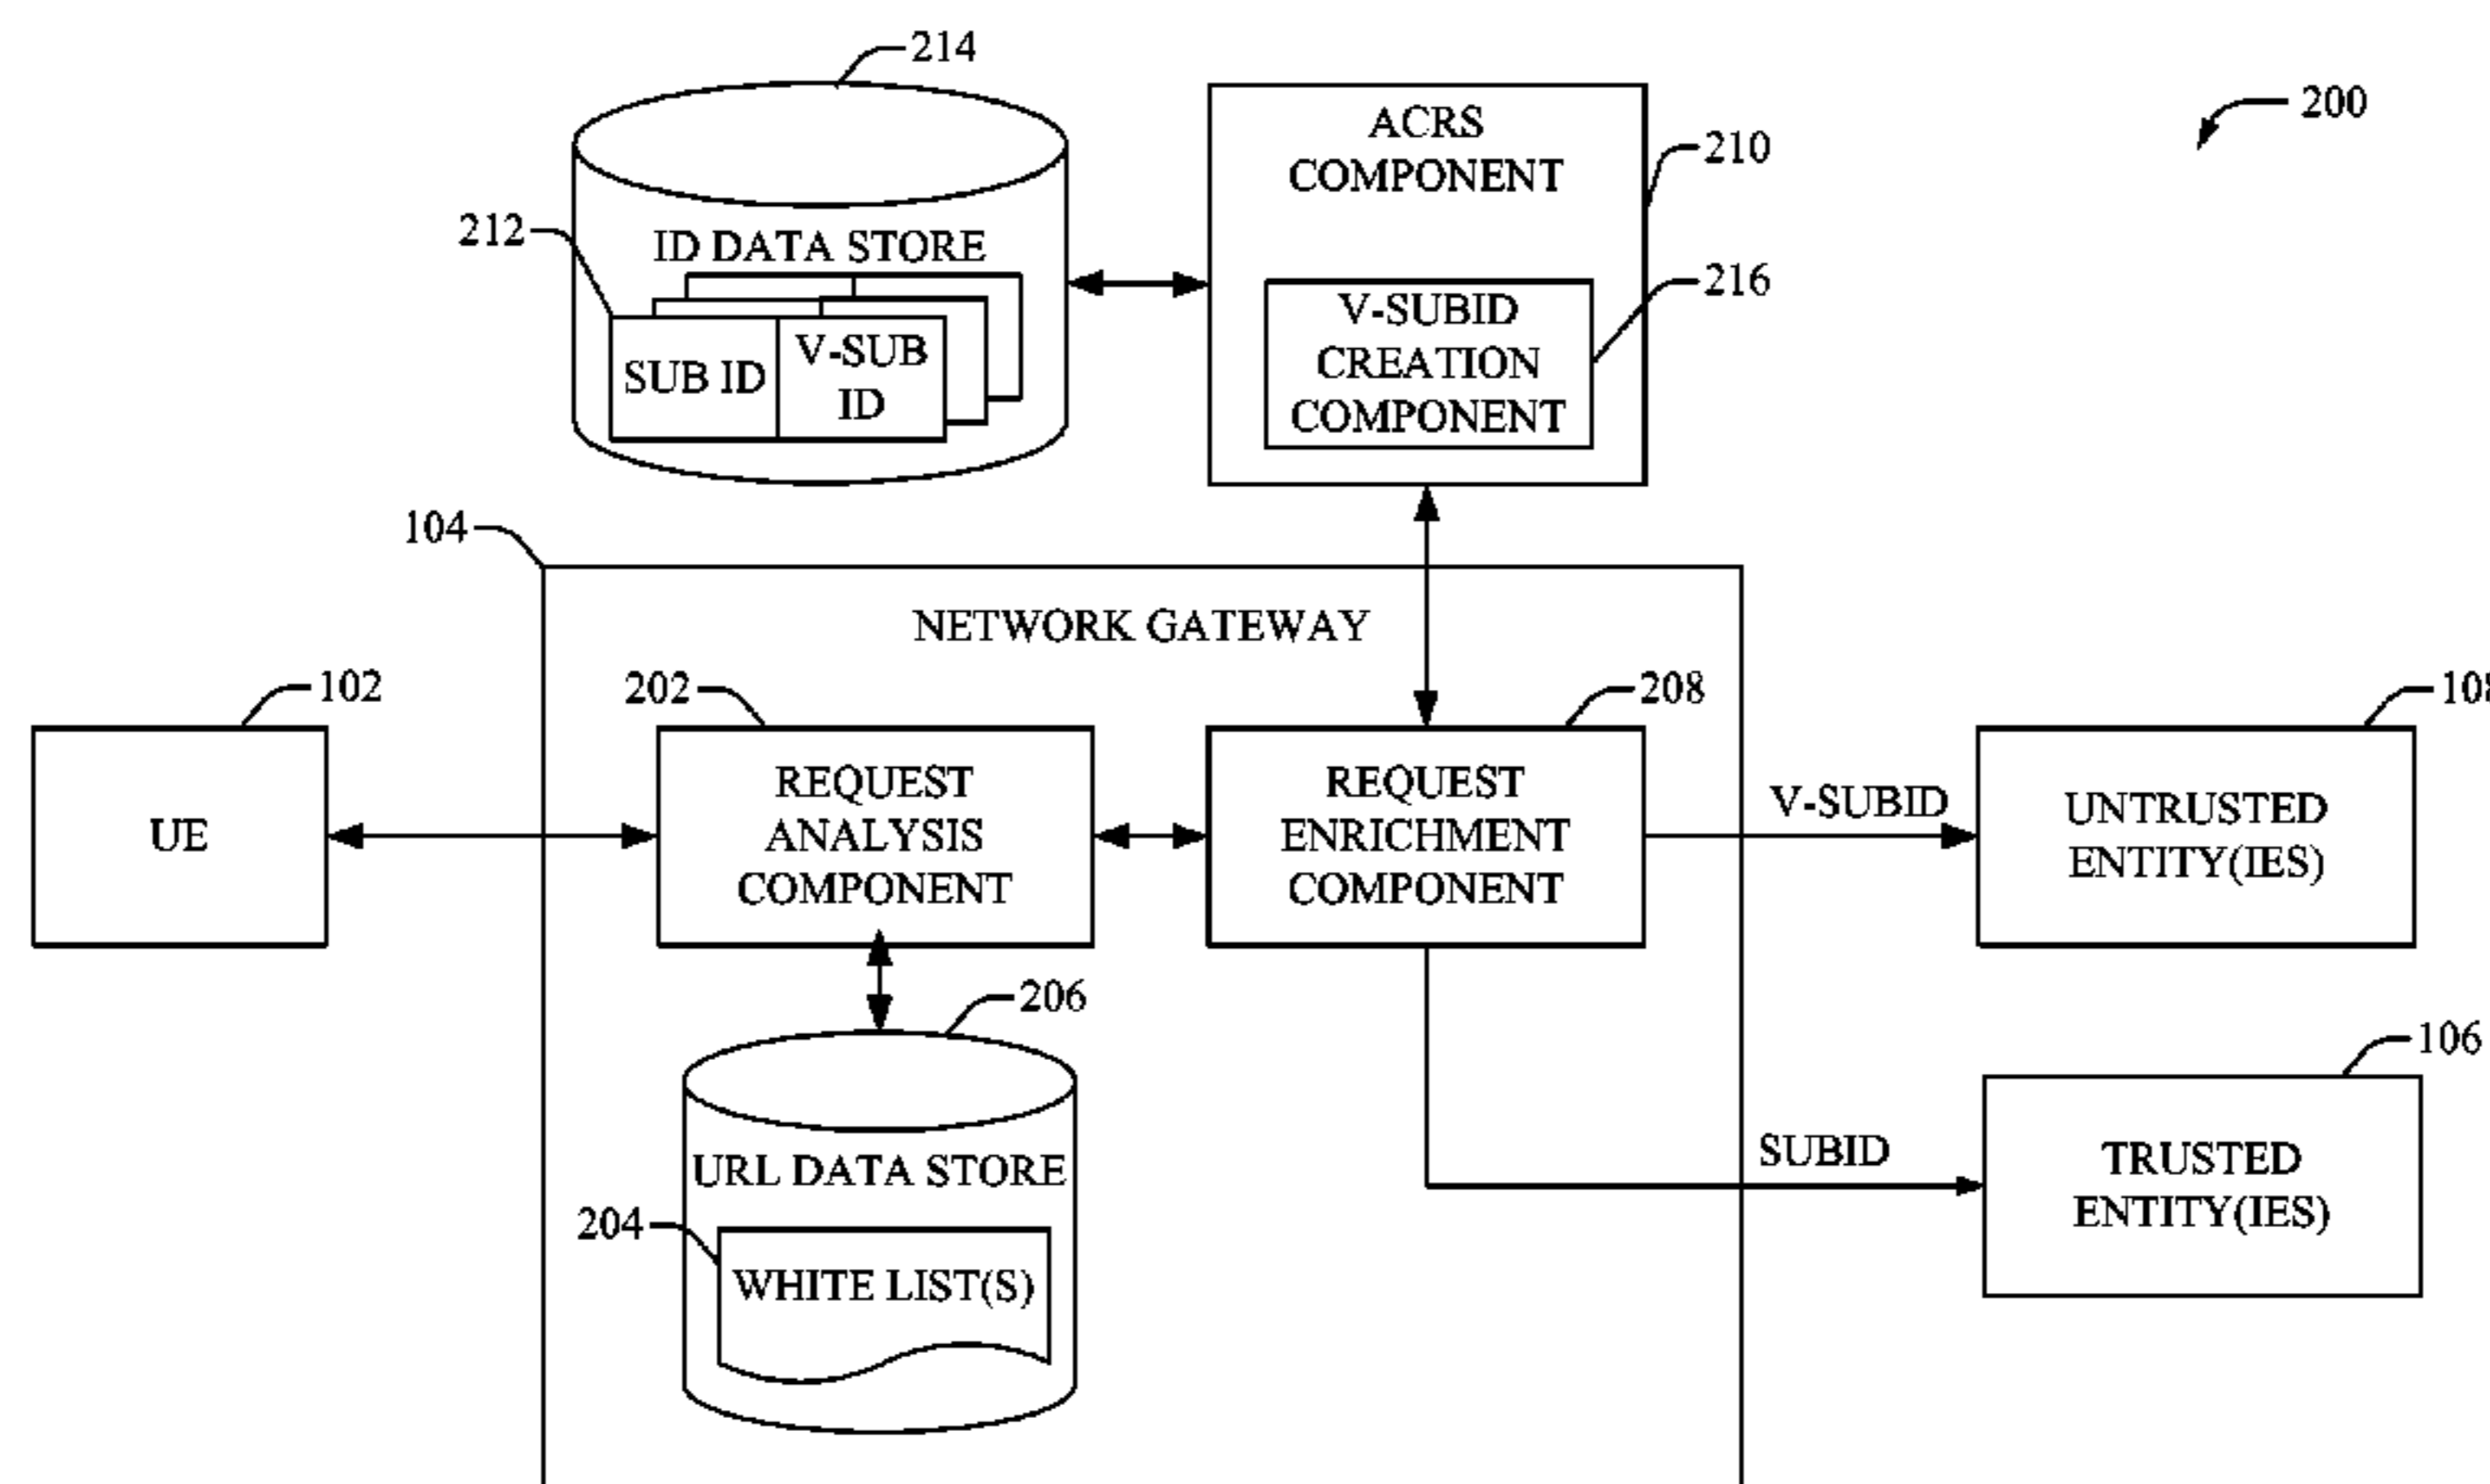 214
200
ACRS
COMPONENT
210
212
ID DATA STORE
216
V-SUBID
CREATION
COMPONENT
SUB ID
V-SUB
ID
104
NETWORK GATEWAY
102
202
208
UE
REQUEST
ANALYSIS
COMPONENT
REQUEST
ENRICHMENT
COMPONENT
V-SUBID
UNTRUSTED
ENTITY(IES)
206
106
URL DATA STORE
SUBID
TRUSTED
ENTITY(IES)
204
WHITE LIST(S)